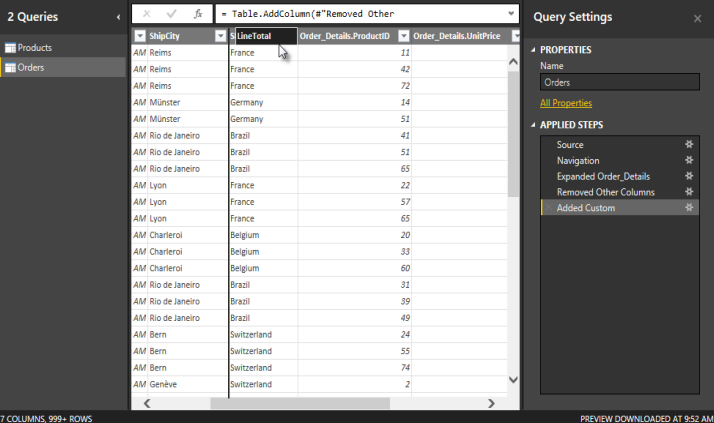 2 Queries
Products
Orders
fx = Table.AddColumn(#"Removed Other
ShipCity S LineTotal Order_Details.ProductID Order_Details.UnitPrice
AM Reims France 11
AM Reims France 42
AM Reims France 72
AM Münster Germany 14
AM Münster Germany 51
AM Rio de Janeiro Brazil 41
AM Rio de Janeiro Brazil 51
AM Rio de Janeiro Brazil 65
AM Lyon France 22
AM Lyon France 57
AM Lyon France 65
AM Charleroi Belgium 20
AM Charleroi Belgium 33
AM Charleroi Belgium 60
AM Rio de Janeiro Brazil 31
AM Rio de Janeiro Brazil 39
AM Rio de Janeiro Brazil 49
AM Bern Switzerland 24
AM Bern Switzerland 55
AM Bern Switzerland 74
AM Genève Switzerland 2
Query Settings
PROPERTIES
Name
Orders
All Properties
APPLIED STEPS
Source
Navigation
Expanded Order_Details
Removed Other Columns
Added Custom
7 COLUMNS, 999+ ROWS
PREVIEW DOWNLOADED AT 9:52 AM